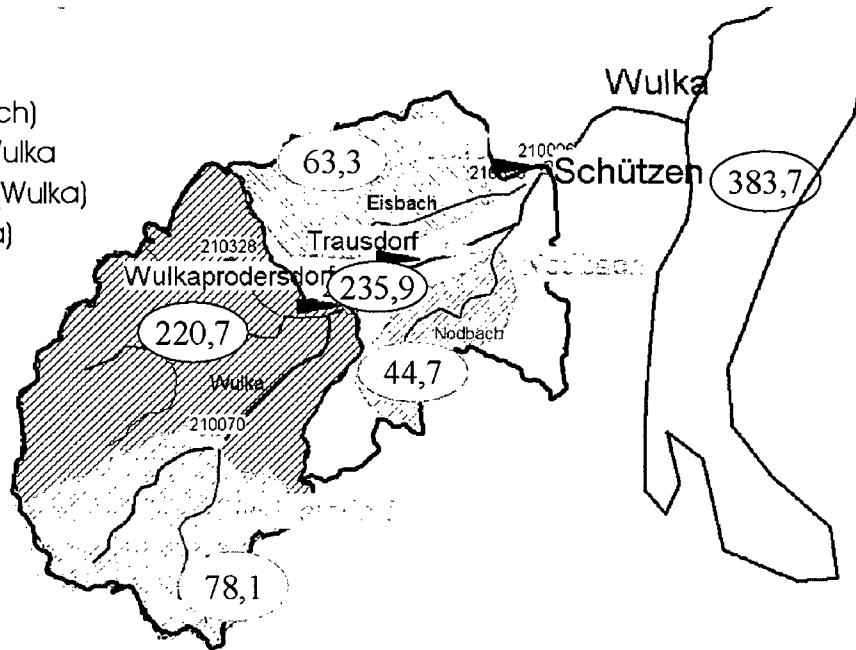 ch)
Wulka
(Wulka)
a)
Wulka
63,3
Schützen
383,7
Eisbach
210328
Trausdorf
Wulkaprodersdorf
235,9
220,7
Nodbach
44,7
Wulka
210070
78,1